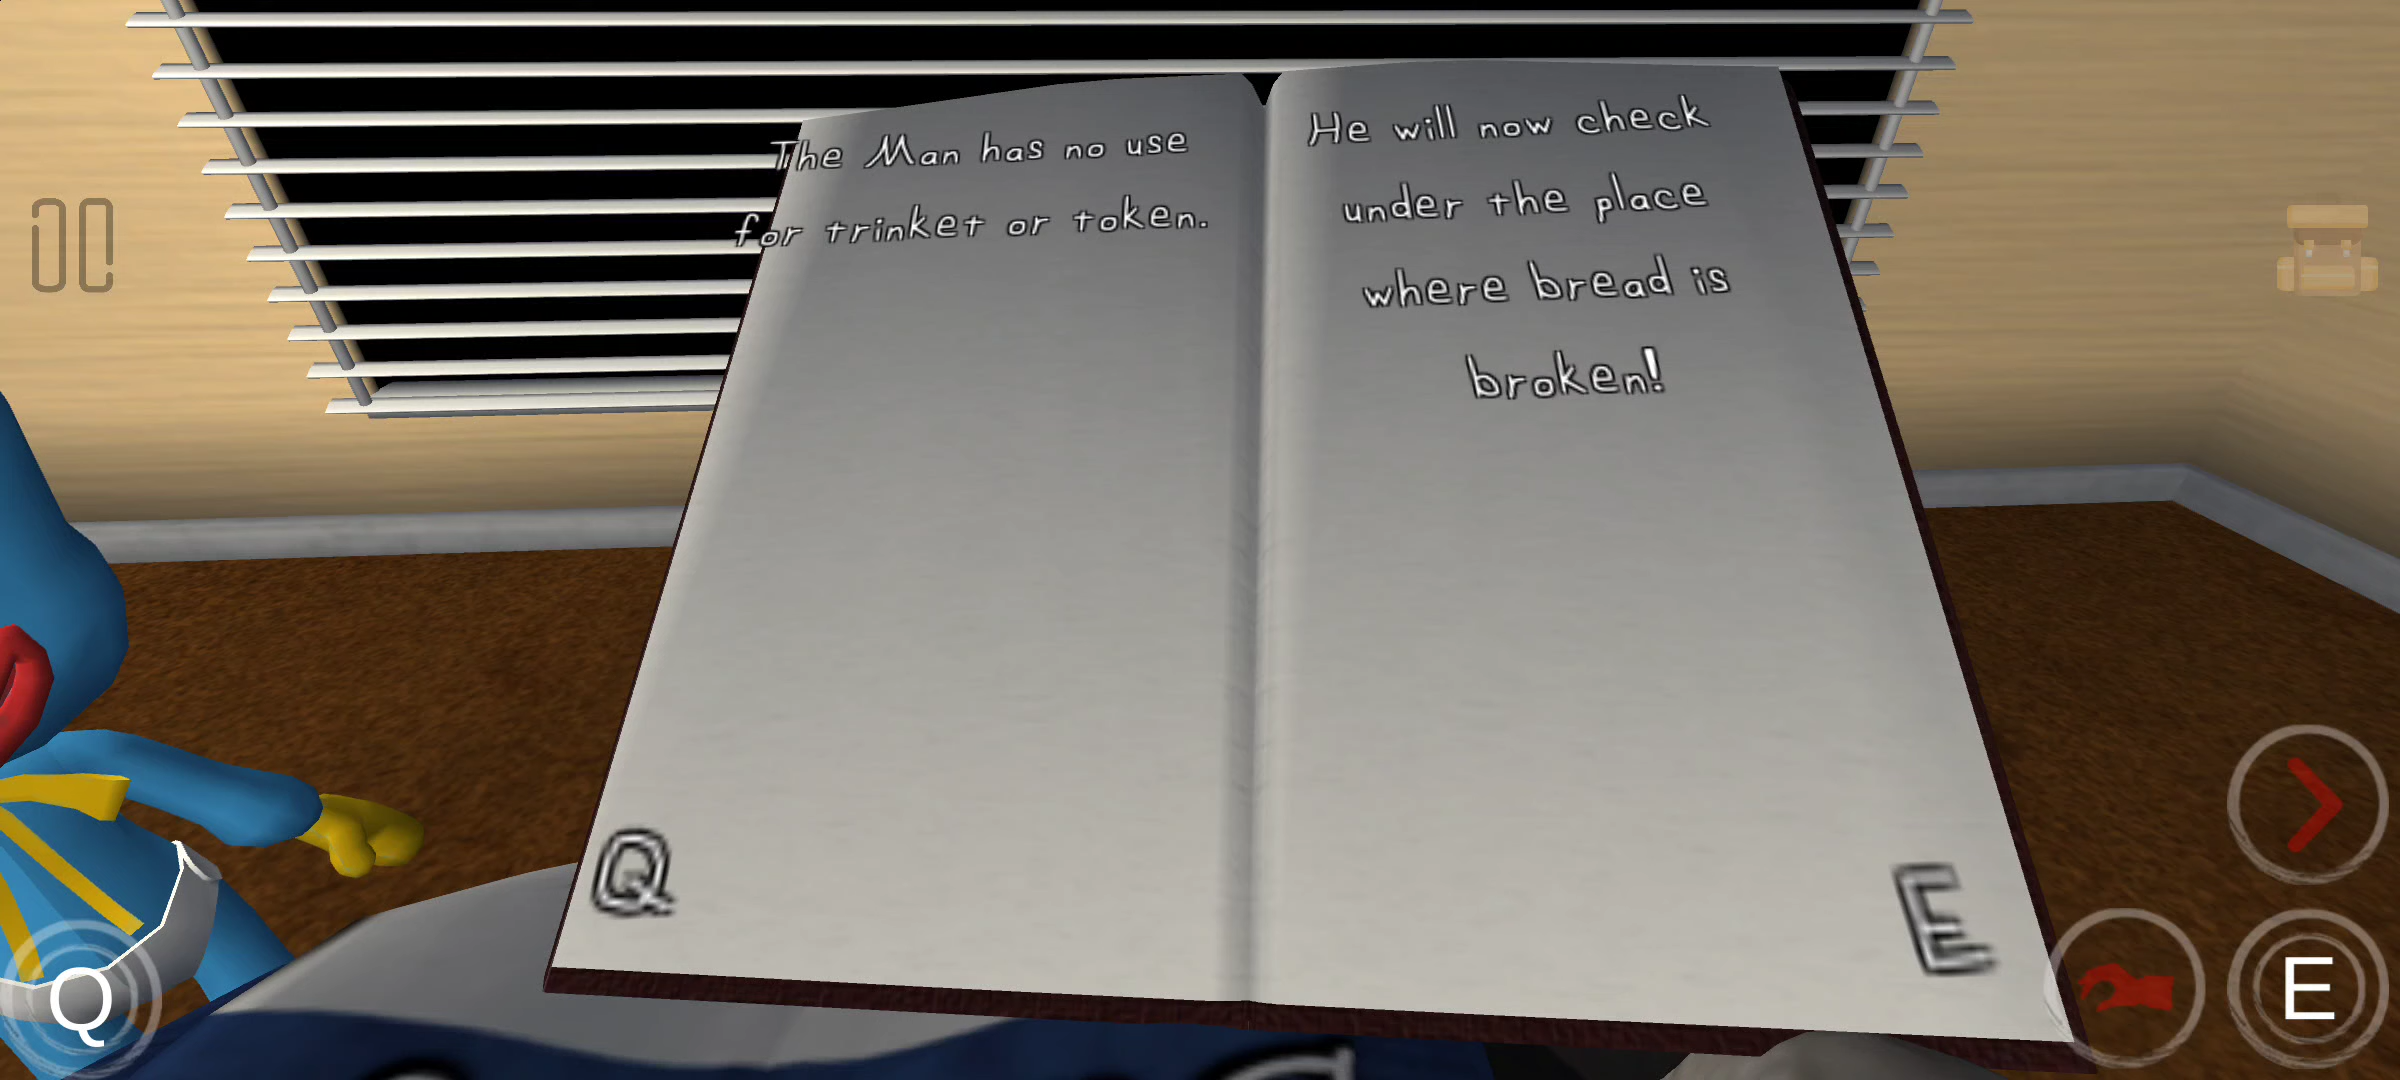 The Man has no use
for trinket or token.
He will now check
under the place
where bread is
broken!
Q
E
Q
E